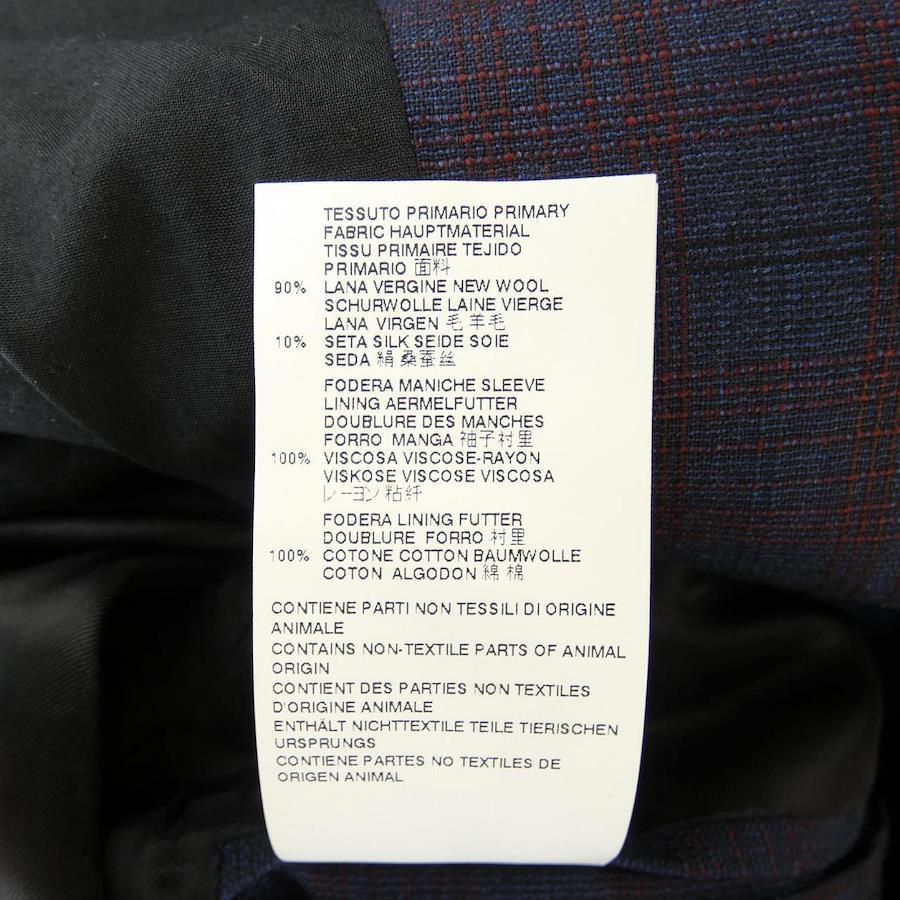 TESSUTO PRIMARIO PRIMARY
FABRIC HAUPTMATERIAL
TISSU PRIMAIRE TEJIDO
PRIMARIO 面料
90% LANA VERGINE NEW WOOL
SCHURWOLLE LAINE VIERGE
LANA VIRGEN 毛 羊毛
10% SETA SILK SEIDE SOIE
SEDA 絹 桑蚕丝
FODERA MANICHE SLEEVE
LINING AERMELFUTTER
DOUBLURE DES MANCHES
FORRO MANGA 袖子衬里
100% VISCOSA VISCOSE-RAYON
VISKOSE VISCOSE VISCOSA
レーヨン 粘纤
FODERA LINING FUTTER
DOUBLURE FORRO 衬里
100% COTONE COTTON BAUMWOLLE
COTON ALGODON 綿 棉
CONTIENE PARTI NON TESSILI DI ORIGINE
ANIMALE
CONTAINS NON-TEXTILE PARTS OF ANIMAL
ORIGIN
CONTIENT DES PARTIES NON TEXTILES
D'ORIGINE ANIMALE
ENTHÄLT NICHTTEXTILE TEILE TIERISCHEN
URSPRUNGS
CONTIENE PARTES NO TEXTILES DE
ORIGEN ANIMAL